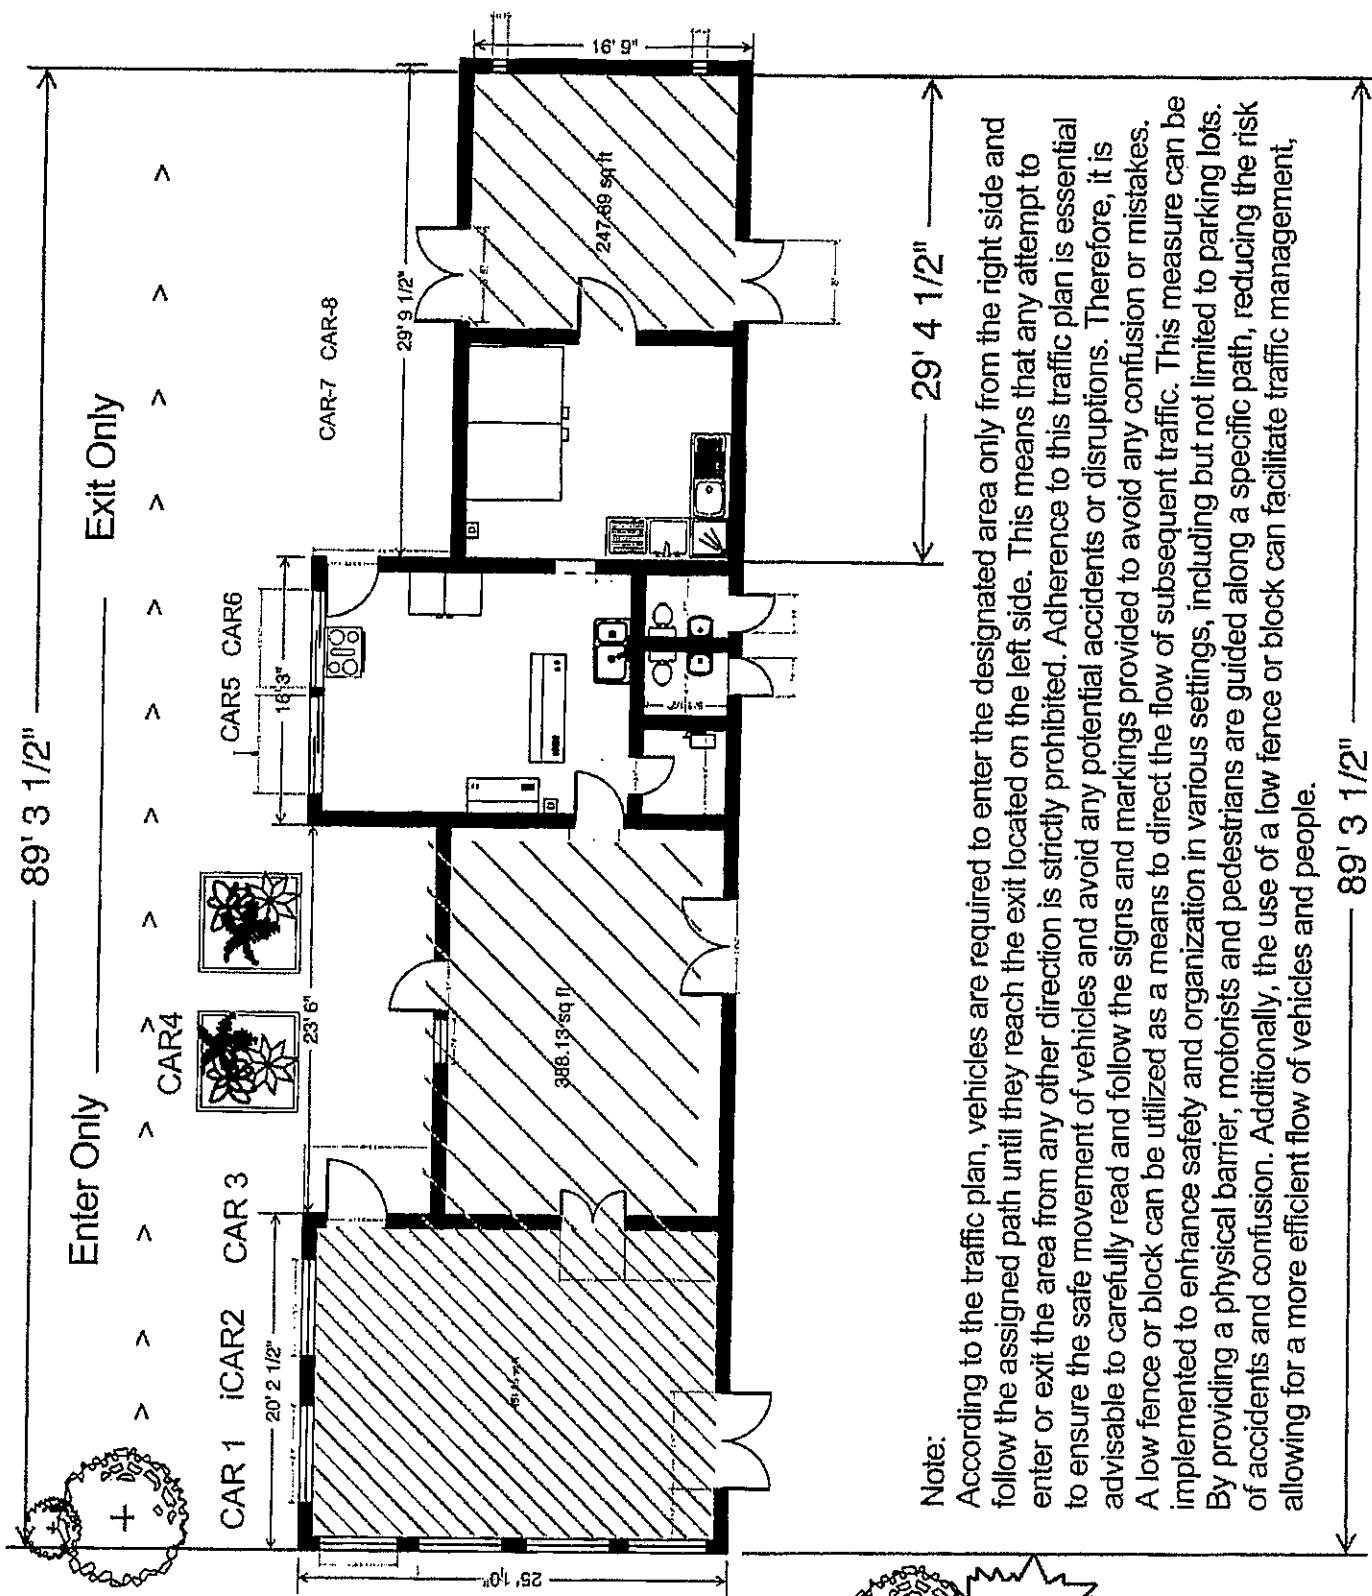 89' 3 1/2"
Enter Only
Exit Only
> > > > > > > > > > > > >
CAR 1 iCAR2 CAR 3
CAR4
CAR5 CAR6
CAR-7 CAR-8
20' 2 1/2"
23' 6"
16' 3"
29' 9 1/2"
25' 1,0"
16' 9"
388.13 sq ft
247.69 sq ft
29' 4 1/2"
Note:
According to the traffic plan, vehicles are required to enter the designated area only from the right side and
follow the assigned path until they reach the exit located on the left side. This means that any attempt to
enter or exit the area from any other direction is strictly prohibited. Adherence to this traffic plan is essential
to ensure the safe movement of vehicles and avoid any potential accidents or disruptions. Therefore, it is
advisable to carefully read and follow the signs and markings provided to avoid any confusion or mistakes.
A low fence or block can be utilized as a means to direct the flow of subsequent traffic. This measure can be
implemented to enhance safety and organization in various settings, including but not limited to parking lots.
By providing a physical barrier, motorists and pedestrians are guided along a specific path, reducing the risk
of accidents and confusion. Additionally, the use of a low fence or block can facilitate traffic management,
allowing for a more efficient flow of vehicles and people.
89' 3 1/2"